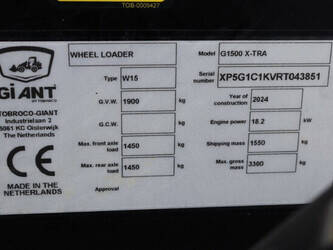 TOB-0009427
GiANT
BY TOBROCO
TOBROCO-GIANT
Industrielaan 2
5061 KC Oisterwijk
The Netherlands
CE
MADE IN THE
NETHERLANDS
WHEEL LOADER
Type W15
G.V.W. 1900 kg
Max. front axle load 1450 kg
Max. rear axle load 1450 kg
Approval
Model G1500 X-TRA
Serial number XP5G1C1KVRT043851
Year of construction 2024
Engine power 18.2 kW
Shipping mass 1550 kg
Max. gross mass 3300 kg